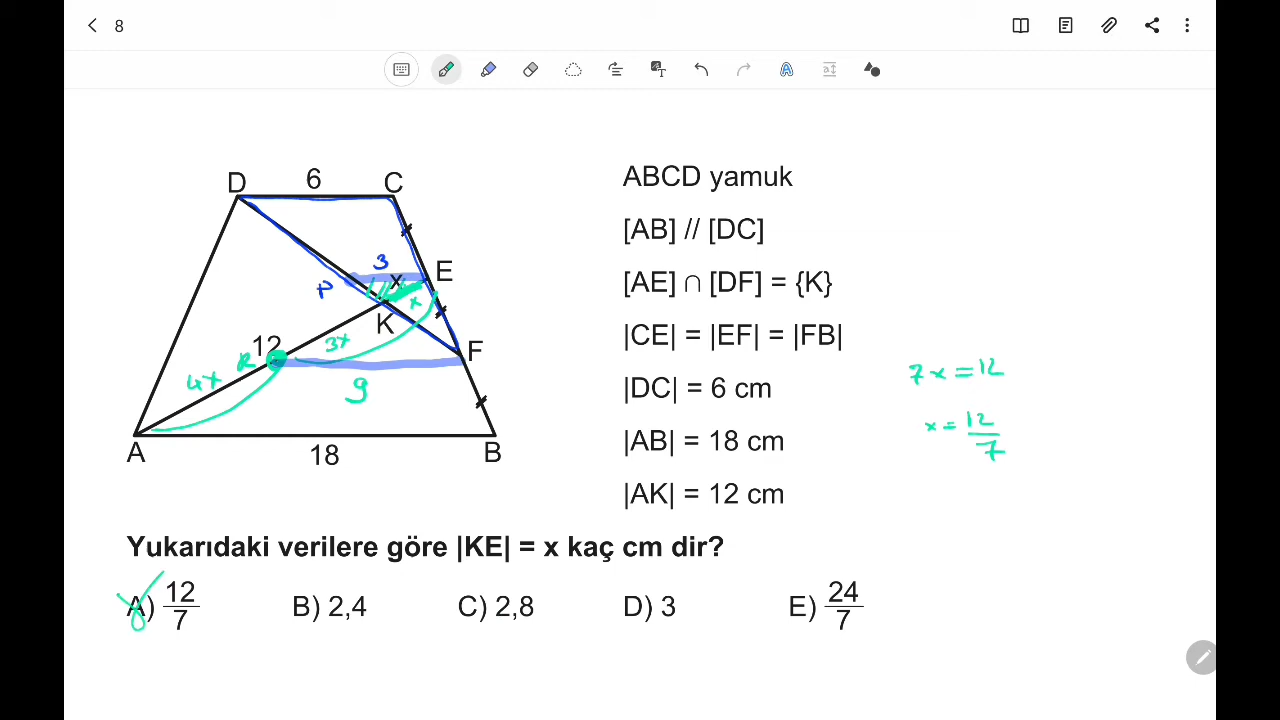 8
D 6 C
ABCD yamuk
[AB] // [DC]
3
E
x
P
x
[AE] ∩ [DF] = {K}
K
12
3x
R
F
|CE| = |EF| = |FB|
4x
9
|DC| = 6 cm
7x = 12
x = 12/7
A 18 B
|AB| = 18 cm
|AK| = 12 cm
Yukarıdaki verilere göre |KE| = x kaç cm dir?
A) 12/7 B) 2,4 C) 2,8 D) 3 E) 24/7